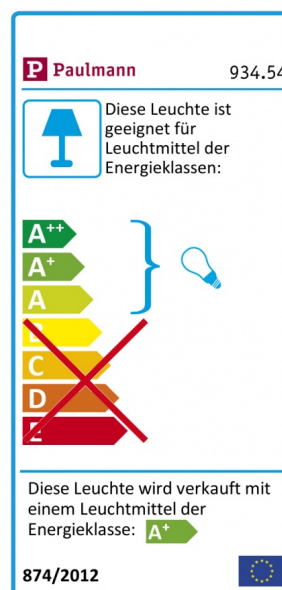 P Paulmann 934.54
Diese Leuchte ist
geeignet für
Leuchtmittel der
Energieklassen:
A++
A+
A
B
C
D
E
Diese Leuchte wird verkauft mit
einem Leuchtmittel der
Energieklasse: A+
874/2012